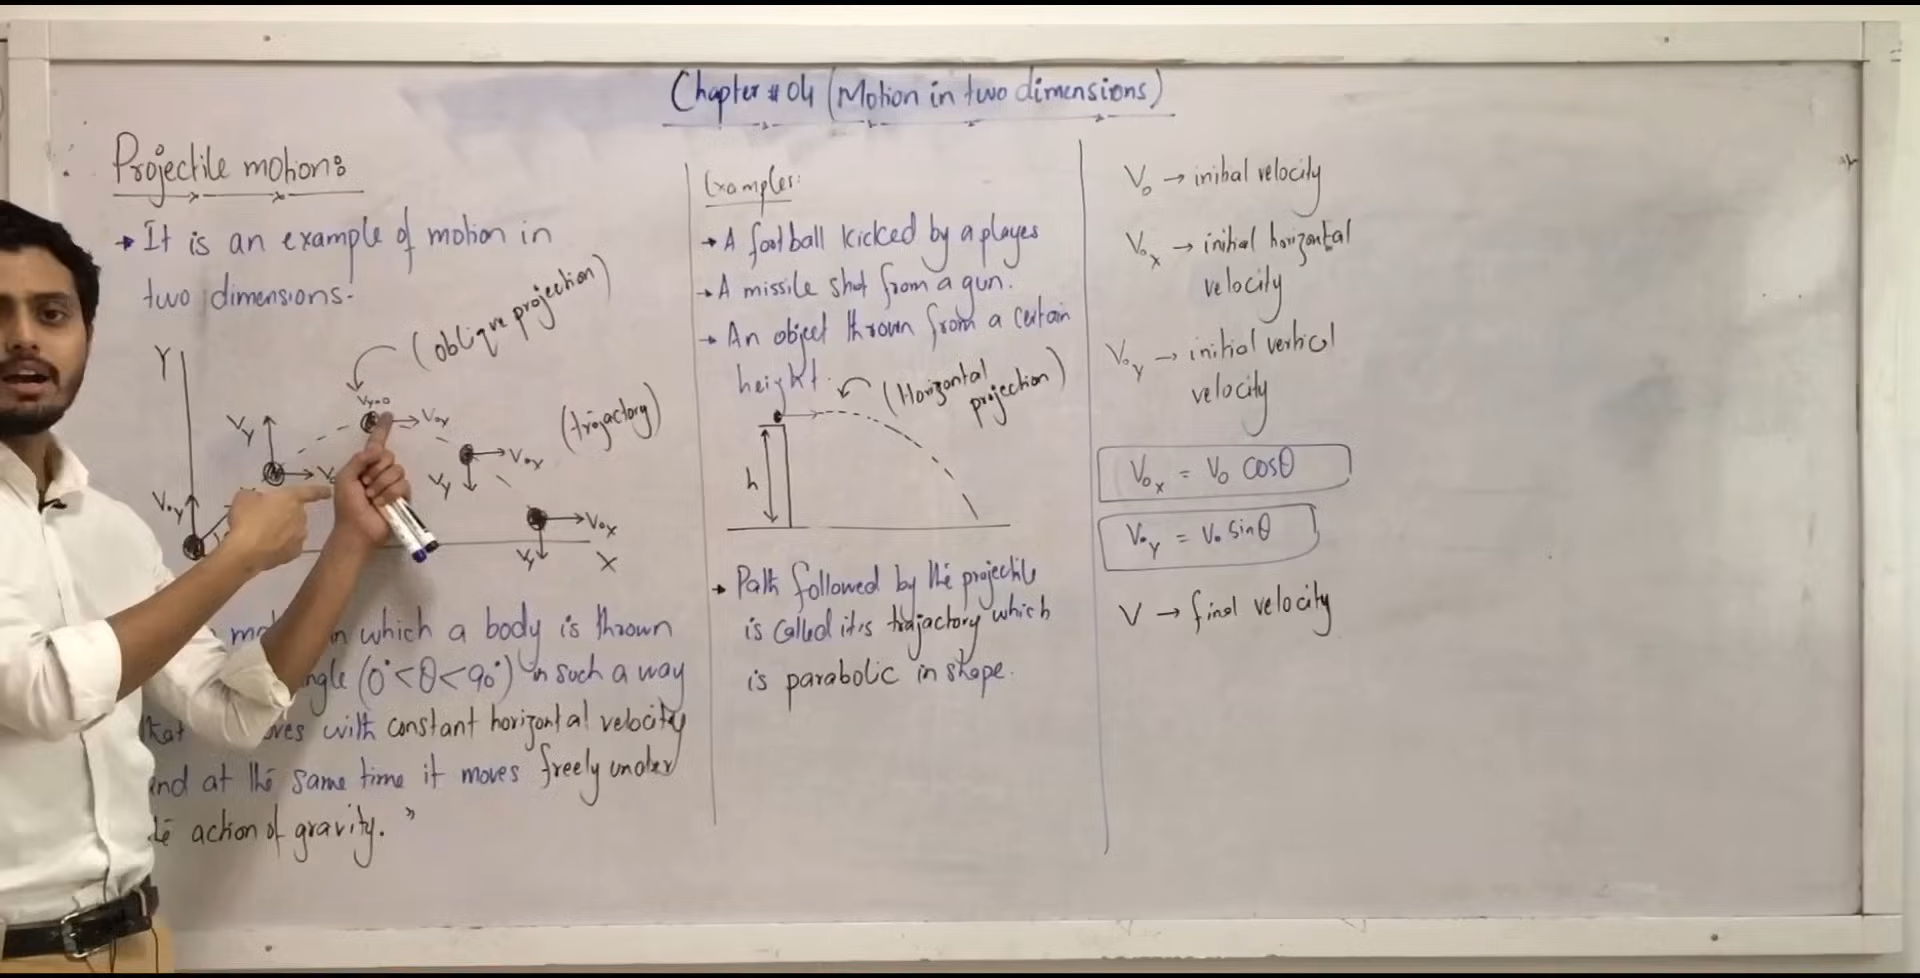 Chapter # 04 (Motion in two dimensions)
Projectile motion:
→ It is an example of motion in
two dimensions.
(oblique projection)
Y
Vy=0
Vox
Vy
(trojactory)
Vox
Vy
Voy
Vox
Vy
X
in which a body is thrown
(0°<θ<90°) in such a way
with constant horizontal velocity
and at the same time it moves freely under
action of gravity."
Examples:
→ A football kicked by a player
→ A missile shot from a gun.
→ An object thrown from a certain
height.
(Horizontal
projection)
h
→ Path followed by the projectile
is called it,s trajactory which
is parabolic in shape.
Vo → initial velocity
Vox → initial horizontal
velocity
Voy → initial vertical
velocity
Vox = Vo cosθ
Voy = Vo sinθ
V → final velocity